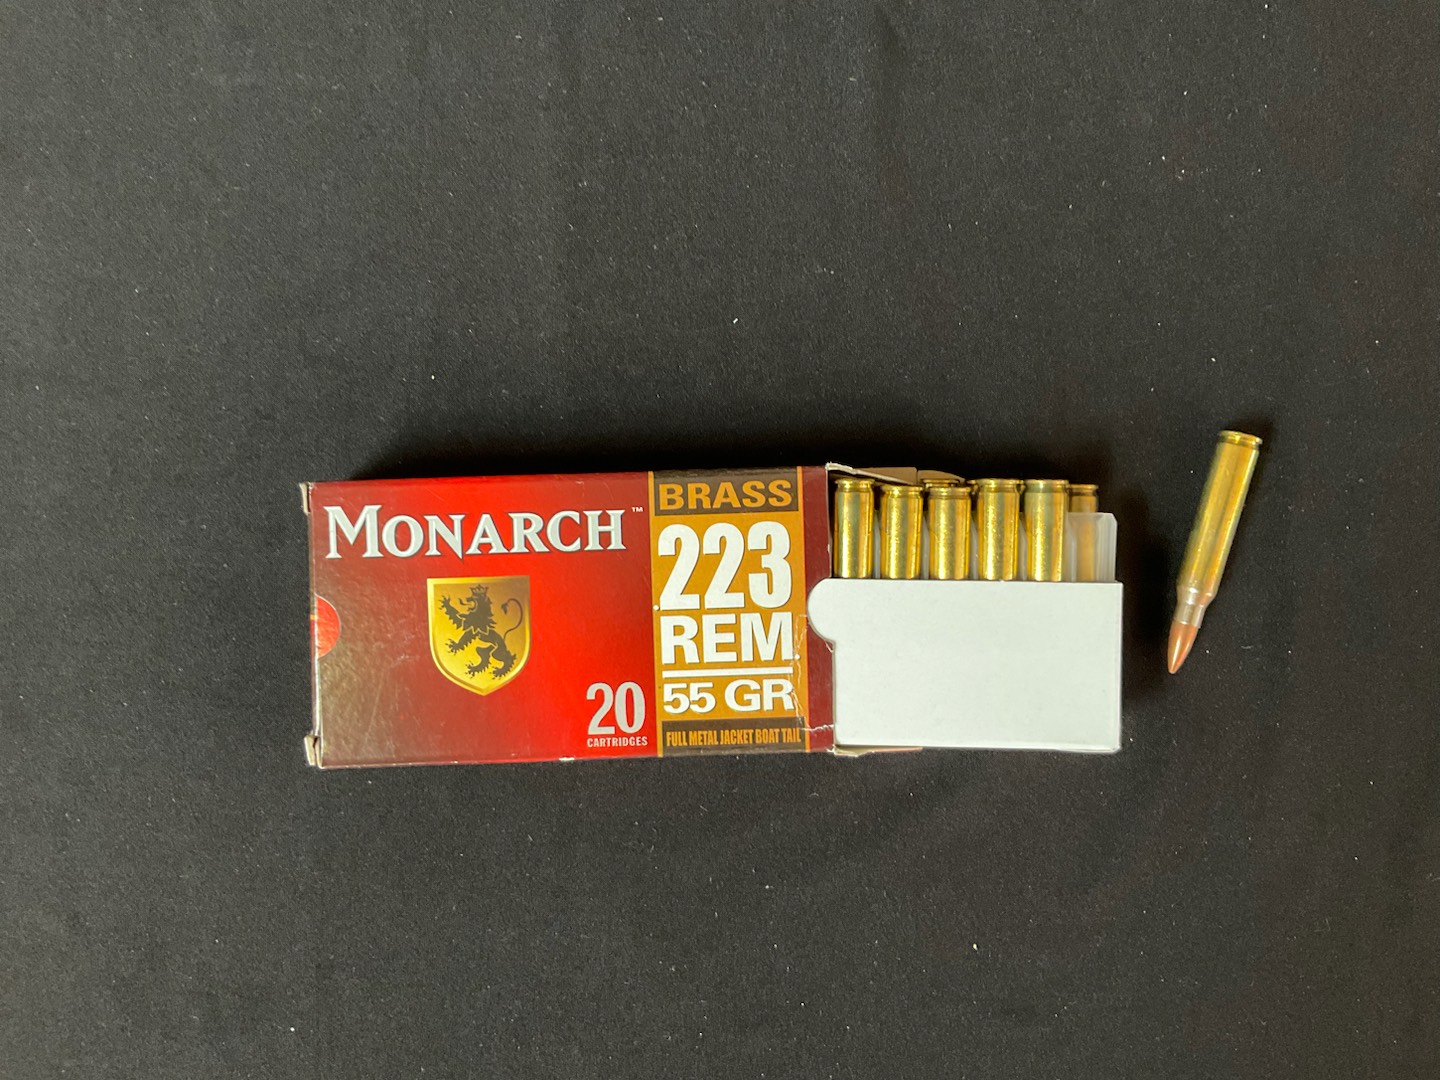 MONARCH™
20
CARTRIDGES
BRASS
.223
REM.
55 GR
FULL METAL JACKET BOAT TAIL